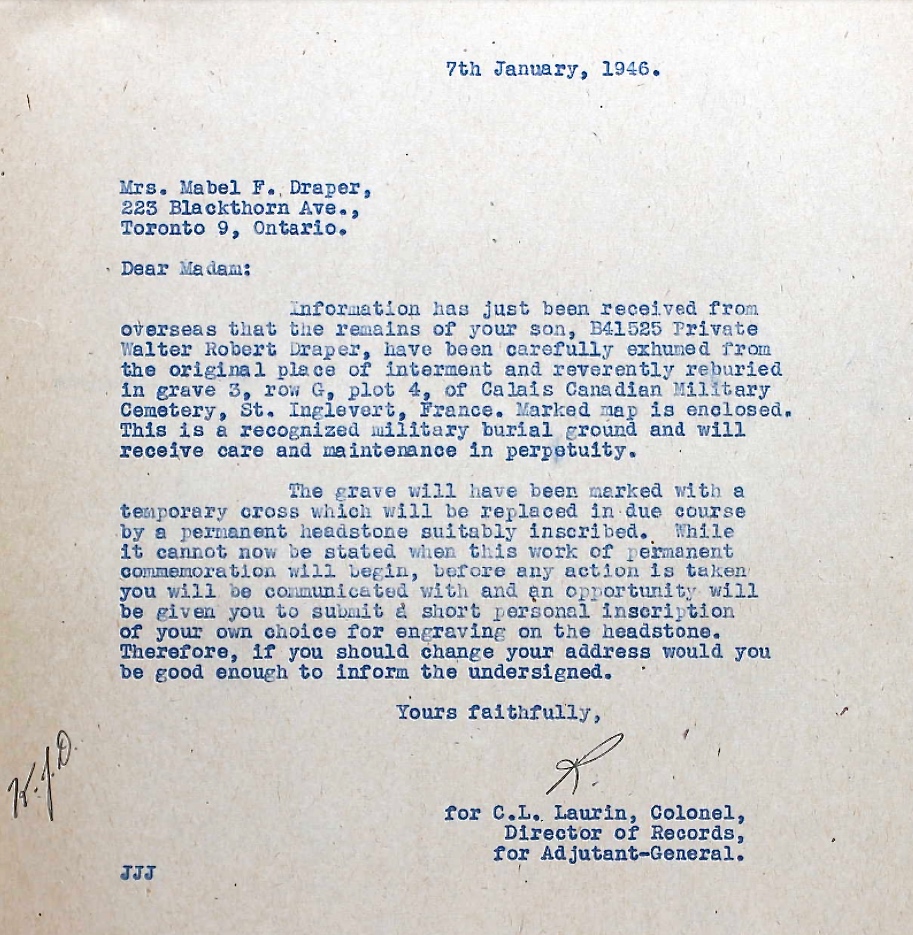 7th January, 1946.
Mrs. Mabel F. Draper,
223 Blackthorn Ave.,
Toronto 9, Ontario.
Dear Madam:
Information has just been received from
overseas that the remains of your son, B41525 Private
Walter Robert Draper, have been carefully exhumed from
the original place of interment and reverently reburied
in grave 3, row G, plot 4, of Calais Canadian Military
Cemetery, St. Inglevert, France. Marked map is enclosed.
This is a recognized military burial ground and will
receive care and maintenance in perpetuity.
The grave will have been marked with a
temporary cross which will be replaced in due course
by a permanent headstone suitably inscribed. While
it cannot now be stated when this work of permanent
commemoration will begin, before any action is taken
you will be communicated with and an opportunity will
be given you to submit a short personal inscription
of your own choice for engraving on the headstone.
Therefore, if you should change your address would you
be good enough to inform the undersigned.
Yours faithfully,
R.
for C.L. Laurin, Colonel,
Director of Records,
for Adjutant-General.
JJJ